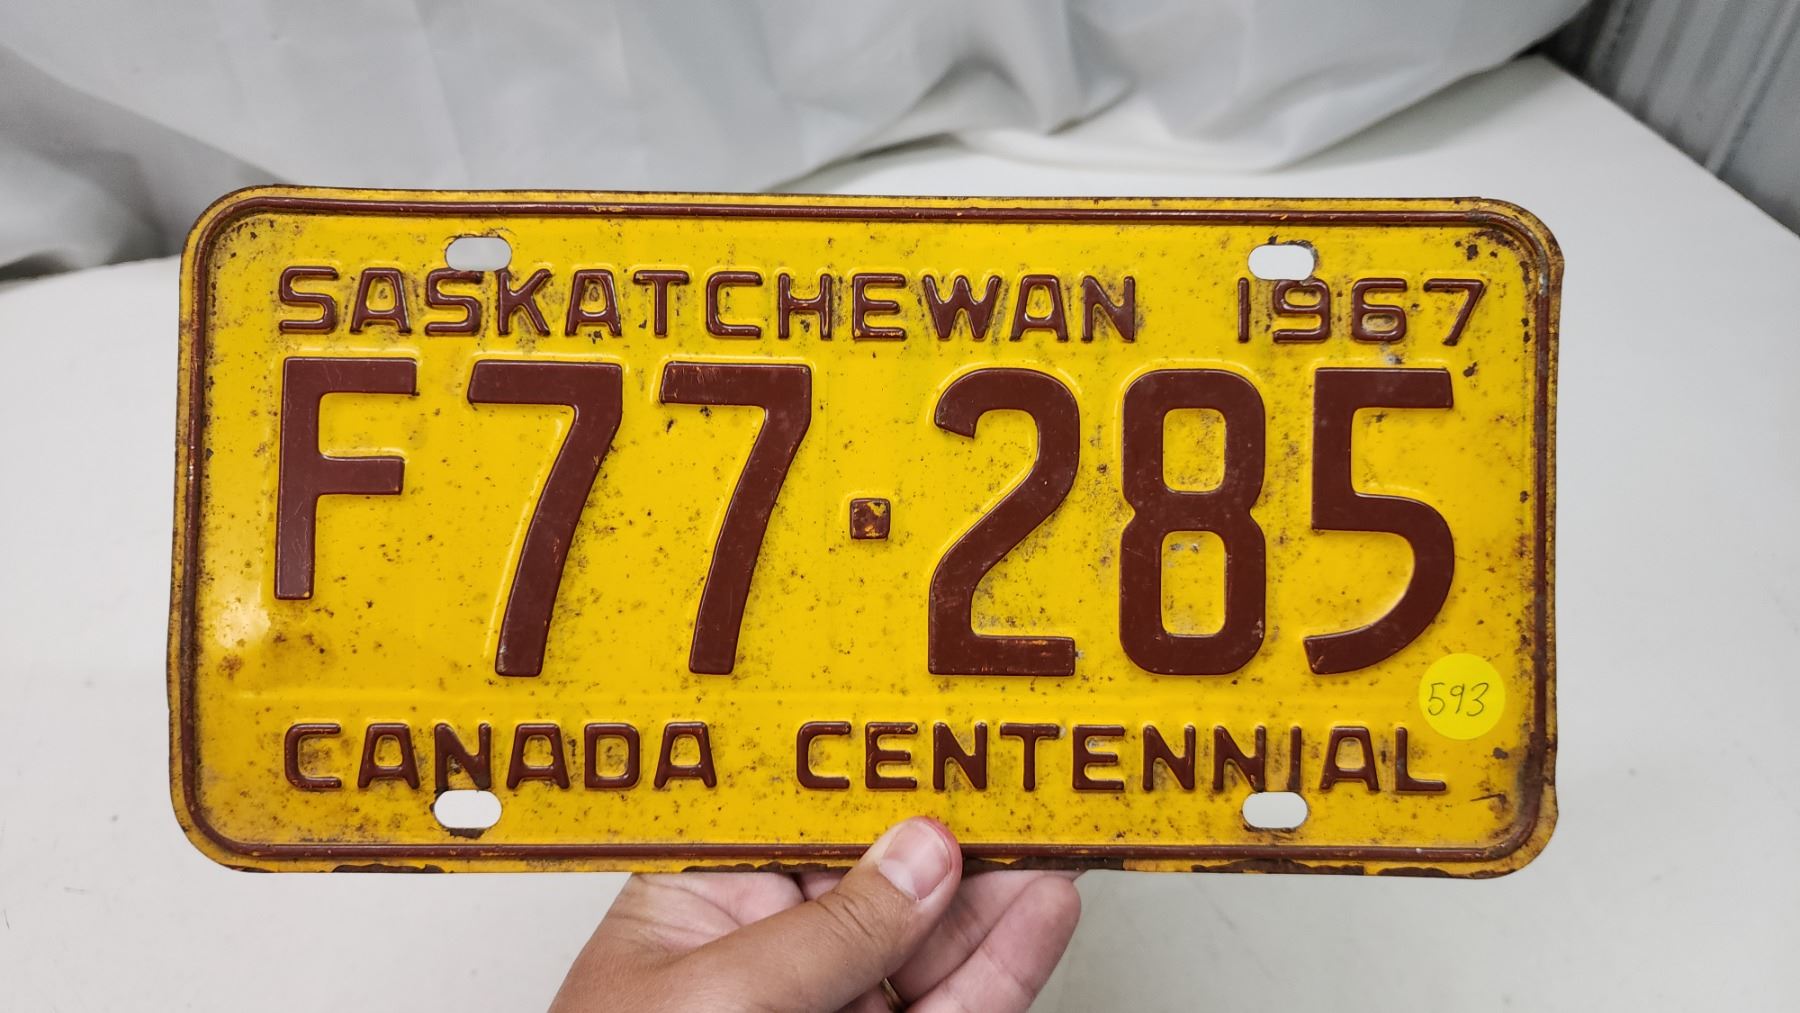 SASKATCHEWAN 1967
F77·285
593
CANADA CENTENNIAL